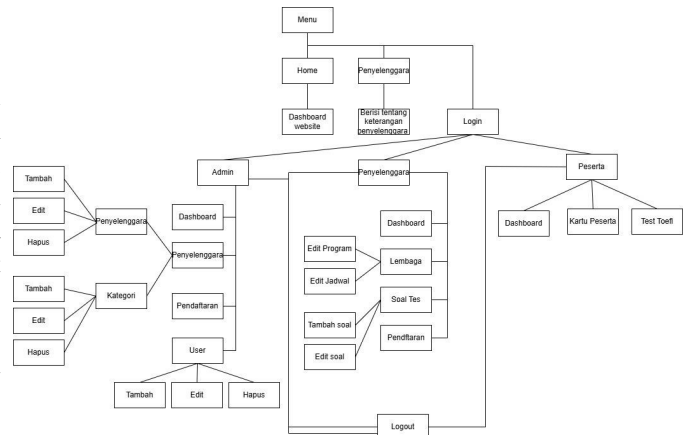 Menu
Home
Penyelenggara
Dashboard
website
Berisi tentang
keterangan
penyelenggara
Login
Admin
Penyelenggara
Peserta
Tambah
Edit
Hapus
Penyelenggara
Dashboard
Penyelenggara
Tambah
Edit
Hapus
Kategori
Pendaftaran
User
Tambah
Edit
Hapus
Dashboard
Edit Program
Edit Jadwal
Lembaga
Soal Tes
Tambah soal
Edit soal
Pendftaran
Dashboard
Kartu Peserta
Test Toefl
Logout